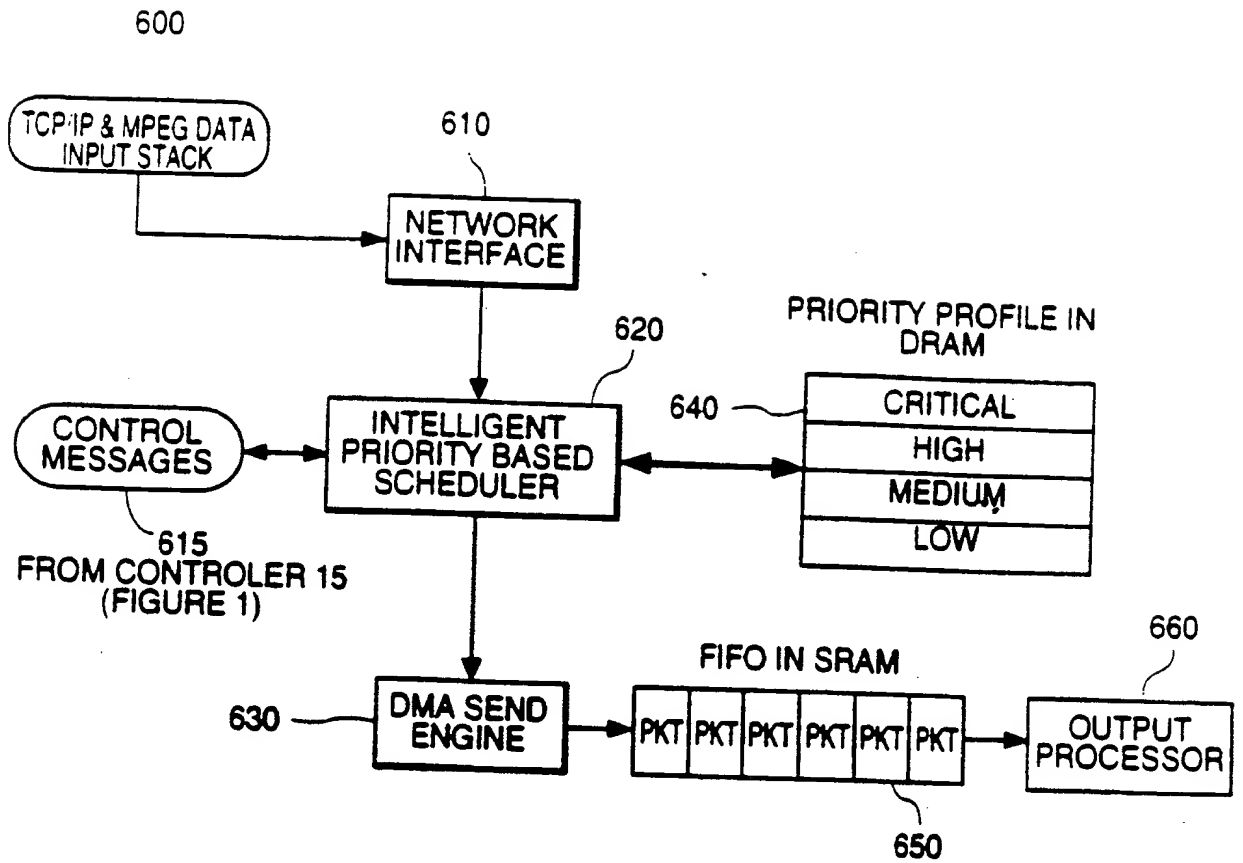 600
TCP/IP & MPEG DATA
INPUT STACK
610
NETWORK
INTERFACE
620
PRIORITY PROFILE IN
DRAM
640
CRITICAL
HIGH
MEDIUM
LOW
CONTROL
MESSAGES
INTELLIGENT
PRIORITY BASED
SCHEDULER
615
FROM CONTROLER 15
(FIGURE 1)
630
DMA SEND
ENGINE
FIFO IN SRAM
PKT PKT PKT PKT PKT PKT
650
660
OUTPUT
PROCESSOR